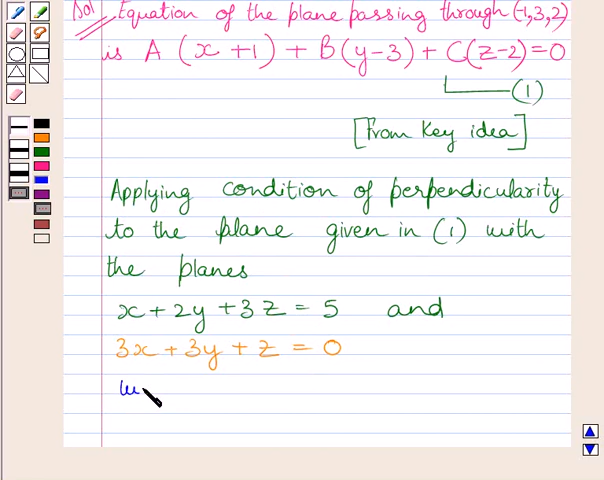 Sol Equation of the plane passing through (-1,3,2)
is A (x+1) + B(y-3) + C(z-2)=0
(1)
[From Key idea]
Applying condition of perpendicularity
to the plane given in (1) with
the planes
x + 2y + 3z = 5 and
3x + 3y + z = 0